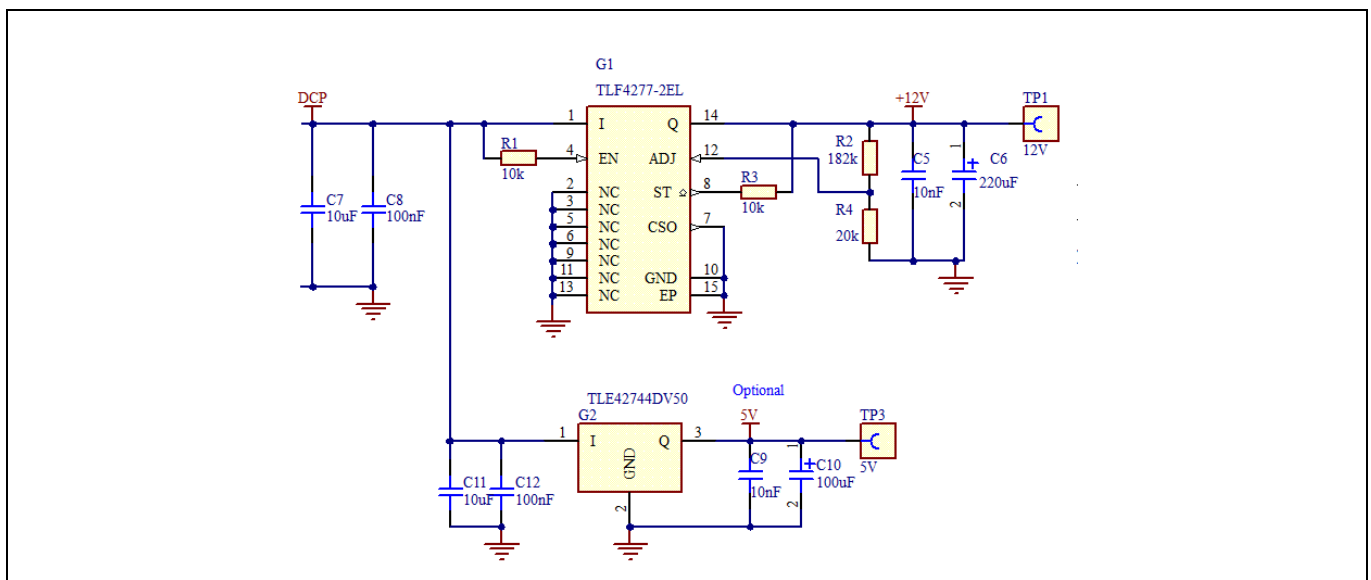 G1
TLF4277-2EL
DCP
+12V
TP1
12V
1
I
Q
14
R1
10k
4
EN
ADJ
12
R2
182k
C5
10nF
1
C6
220uF
2
2
NC
ST
8
R3
10k
3
NC
5
NC
CSO
7
6
NC
9
NC
11
NC
GND
10
13
NC
EP
15
R4
20k
C7
10uF
C8
100nF
TLE42744DV50
G2
Optional
5V
TP3
5V
1
I
Q
3
GND
2
C9
10nF
1
C10
100uF
2
C11
10uF
C12
100nF